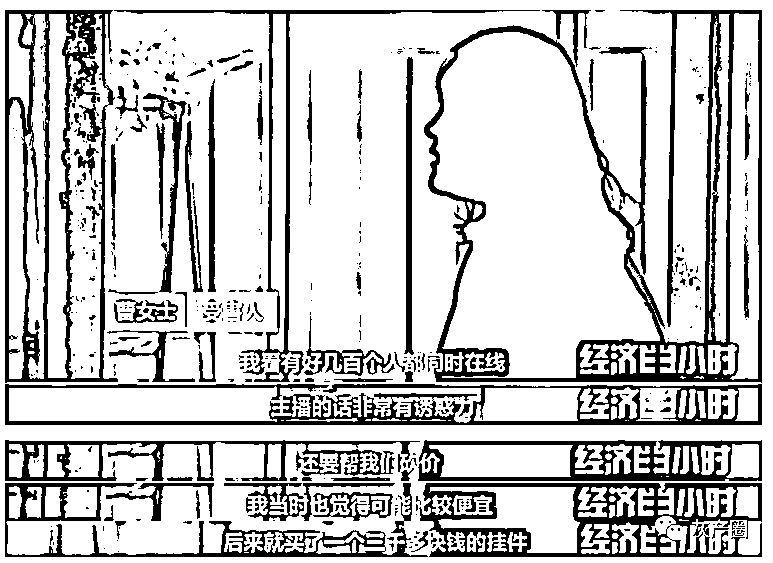 曹女士 受害人
我看有好几百个人都同时在线
经济半小时
主播的话非常有诱惑力
经济半小时
还要帮我们砍价
经济半小时
我当时也觉得可能比较便宜
经济半小时
后来就买了一个三千多块钱的挂件
经济半小时
灰产圈